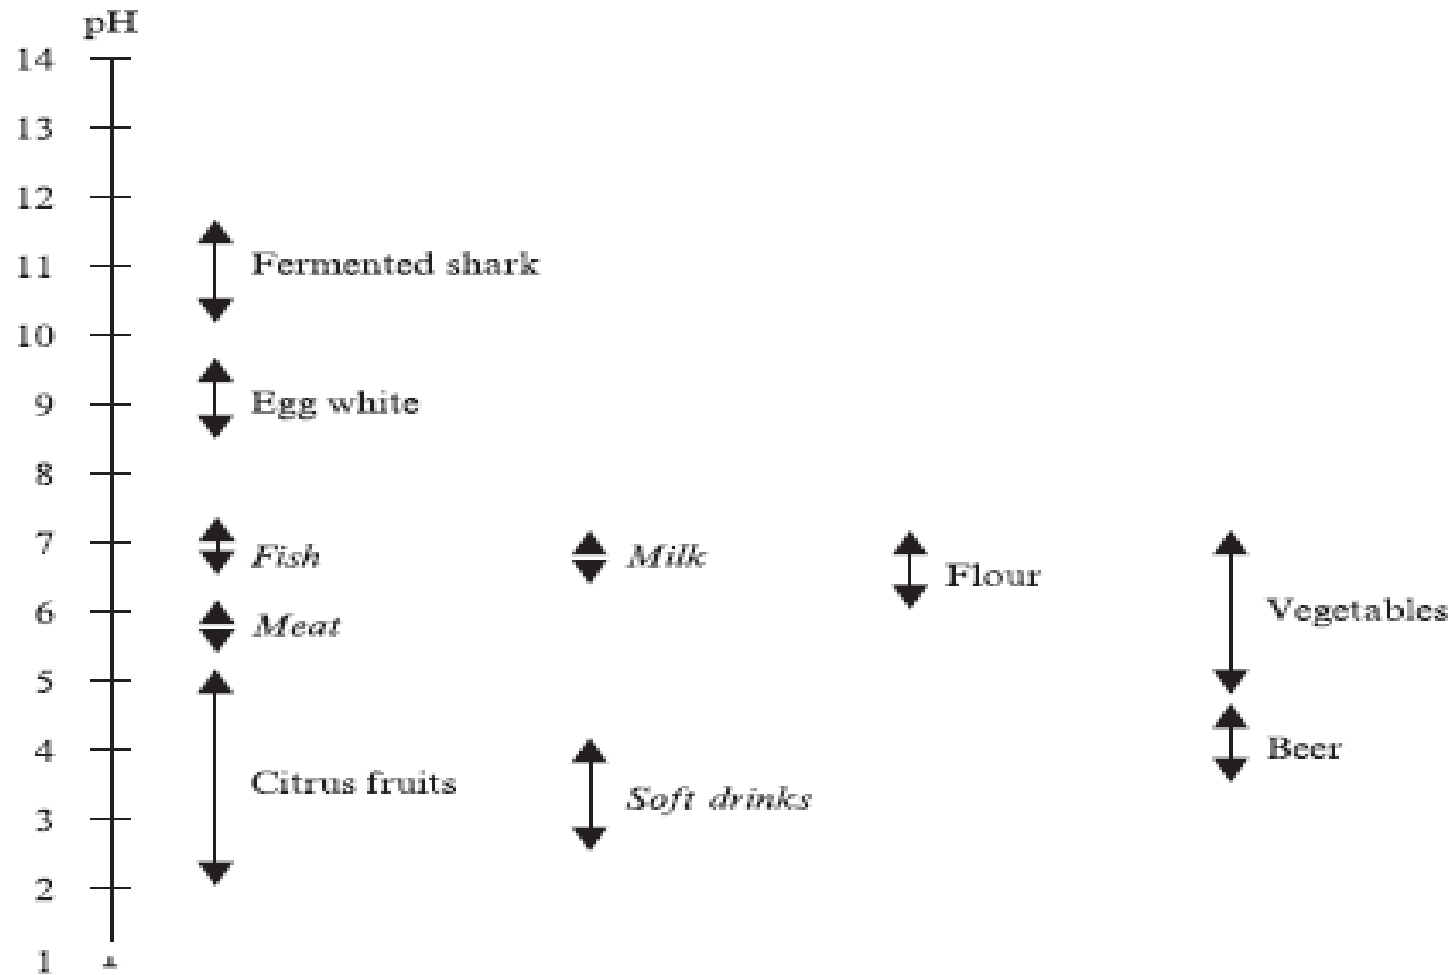 pH
14
13
12
11 Fermented shark
10
9 Egg white
8
7
Fish Milk Flour
6 Vegetables
Meat
5
4 Beer
Citrus fruits
Soft drinks
3
2
1